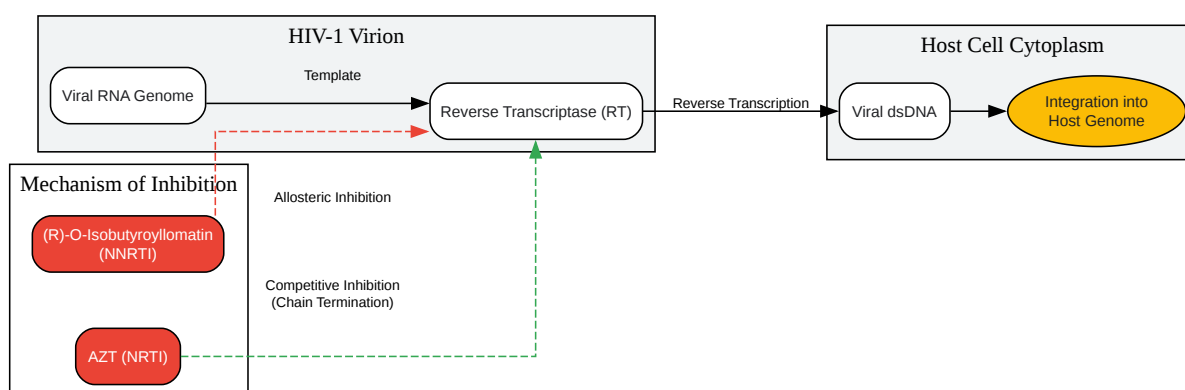 HIV-1 Virion
Template
Viral RNA Genome
Reverse Transcriptase (RT)
Reverse Transcription
Host Cell Cytoplasm
Viral dsDNA
Integration into
Host Genome
Mechanism of Inhibition
(R)-O-Isobutyroyllomatin
(NNRTI)
Allosteric Inhibition
Competitive Inhibition
(Chain Termination)
AZT (NRTI)